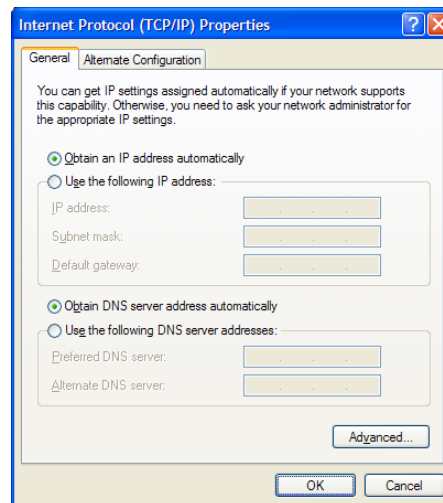 Internet Protocol (TCP/IP) Properties
General
Alternate Configuration
You can get IP settings assigned automatically if your network supports
this capability. Otherwise, you need to ask your network administrator for
the appropriate IP settings.
Obtain an IP address automatically
Use the following IP address:
IP address:
Subnet mask:
Default gateway:
Obtain DNS server address automatically
Use the following DNS server addresses:
Preferred DNS server:
Alternate DNS server:
Advanced...
OK
Cancel